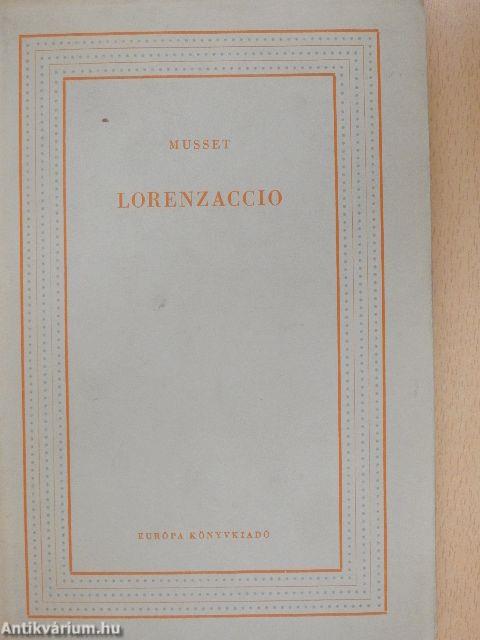 MUSSET
LORENZACCIO
EURÓPA KÖNYVKIADÓ
Antikvárium.hu